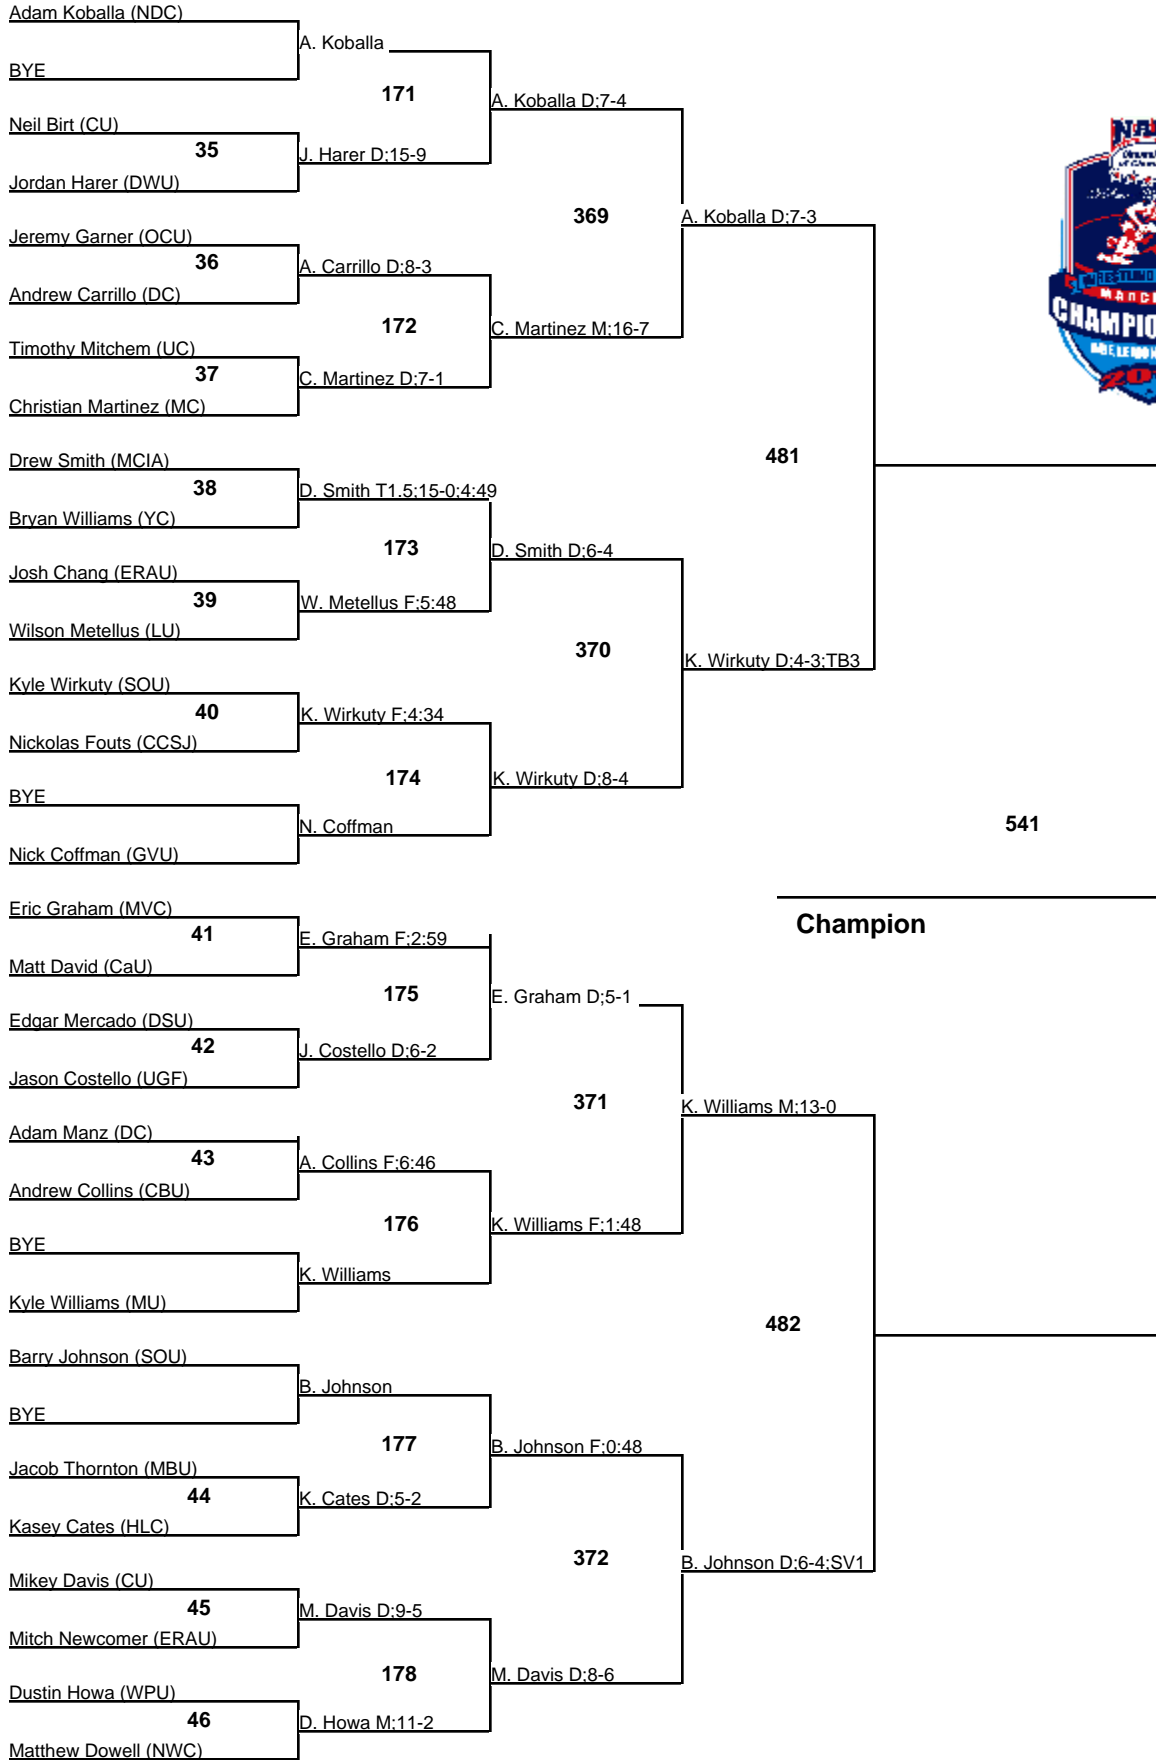 Adam Koballa (NDC)
A. Koballa
BYE
171
A. Koballa D;7-4
Neil Birt (CU)
35
J. Harer D;15-9
Jordan Harer (DWU)
369
A. Koballa D;7-3
Jeremy Garner (OCU)
36
A. Carrillo D;8-3
Andrew Carrillo (DC)
172
C. Martinez M;16-7
Timothy Mitchem (UC)
37
C. Martinez D;7-1
Christian Martinez (MC)
481
Drew Smith (MCIA)
38
D. Smith T1.5;15-0;4:49
Bryan Williams (YC)
173
D. Smith D;6-4
Josh Chang (ERAU)
39
W. Metellus F;5:48
Wilson Metellus (LU)
370
K. Wirkuty D;4-3;TB3
Kyle Wirkuty (SOU)
40
K. Wirkuty F;4:34
Nickolas Fouts (CCSJ)
174
K. Wirkuty D;8-4
BYE
N. Coffman
Nick Coffman (GVU)
541
Champion
Eric Graham (MVC)
41
E. Graham F;2:59
Matt David (CaU)
175
E. Graham D;5-1
Edgar Mercado (DSU)
42
J. Costello D;6-2
Jason Costello (UGF)
371
K. Williams M;13-0
Adam Manz (DC)
43
A. Collins F;6:46
Andrew Collins (CBU)
176
K. Williams F;1:48
BYE
K. Williams
Kyle Williams (MU)
482
Barry Johnson (SOU)
B. Johnson
BYE
177
B. Johnson F;0:48
Jacob Thornton (MBU)
44
K. Cates D;5-2
Kasey Cates (HLC)
372
B. Johnson D;6-4;SV1
Mikey Davis (CU)
45
M. Davis D;9-5
Mitch Newcomer (ERAU)
178
M. Davis D;8-6
Dustin Howa (WPU)
46
D. Howa M;11-2
Matthew Dowell (NWC)